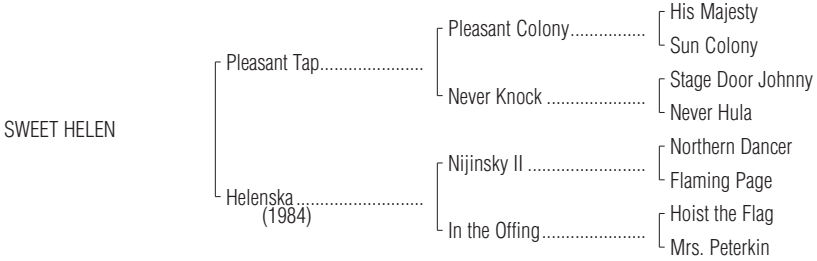 His Majesty
Pleasant Colony................
Sun Colony
Pleasant Tap......................
Stage Door Johnny
Never Knock .....................
Never Hula
SWEET HELEN
Northern Dancer
Nijinsky II .........................
Flaming Page
Helenska...........................
(1984)
Hoist the Flag
In the Offing......................
Mrs. Peterkin